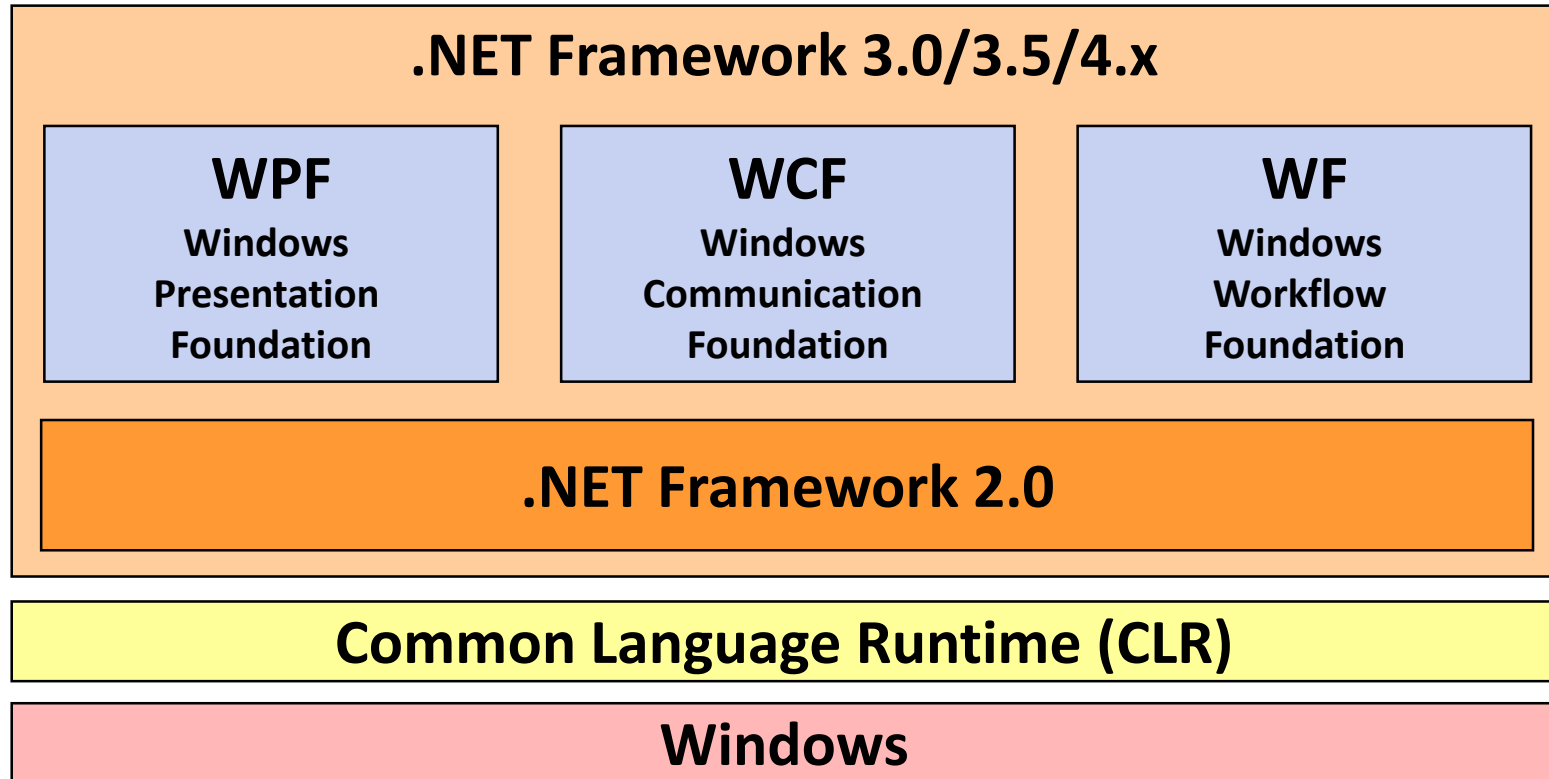 .NET Framework 3.0/3.5/4.x
WPF
Windows
Presentation
Foundation
WCF
Windows
Communication
Foundation
WF
Windows
Workflow
Foundation
.NET Framework 2.0
Common Language Runtime (CLR)
Windows